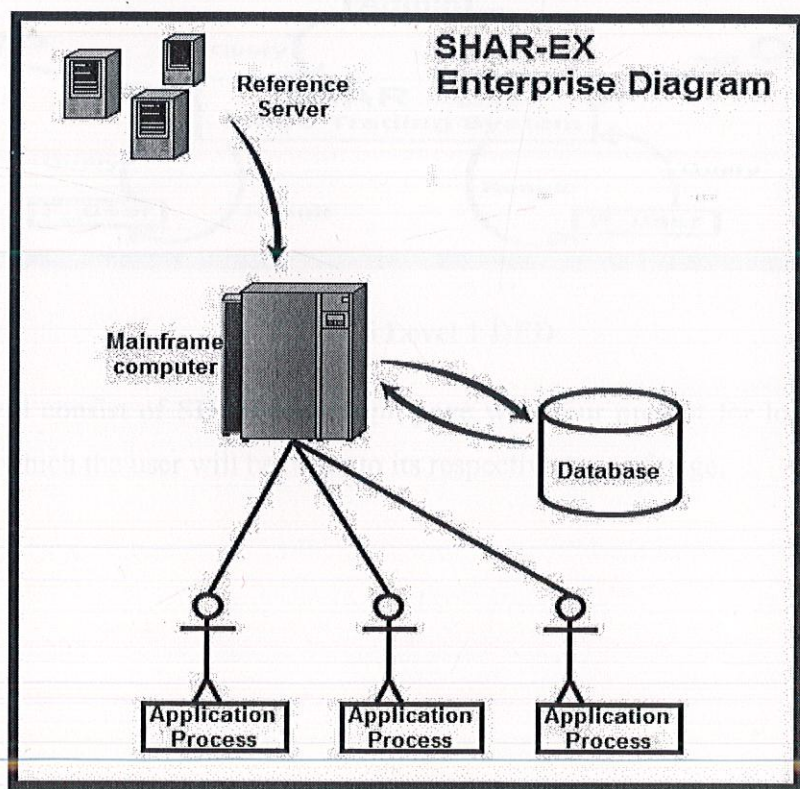 SHAR-EX
Enterprise Diagram
Reference
Server
Mainframe
computer
Database
Application
Process
Application
Process
Application
Process